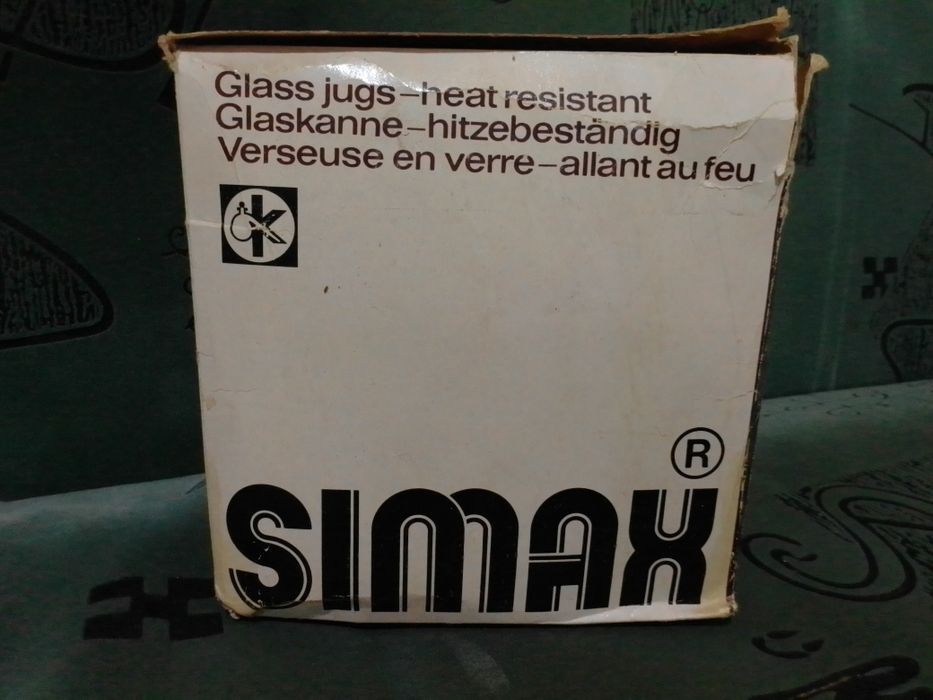 Glass jugs–heat resistant
Glaskanne–hitzebeständig
Verseuse en verre–allant au feu
k
R
SIMAX